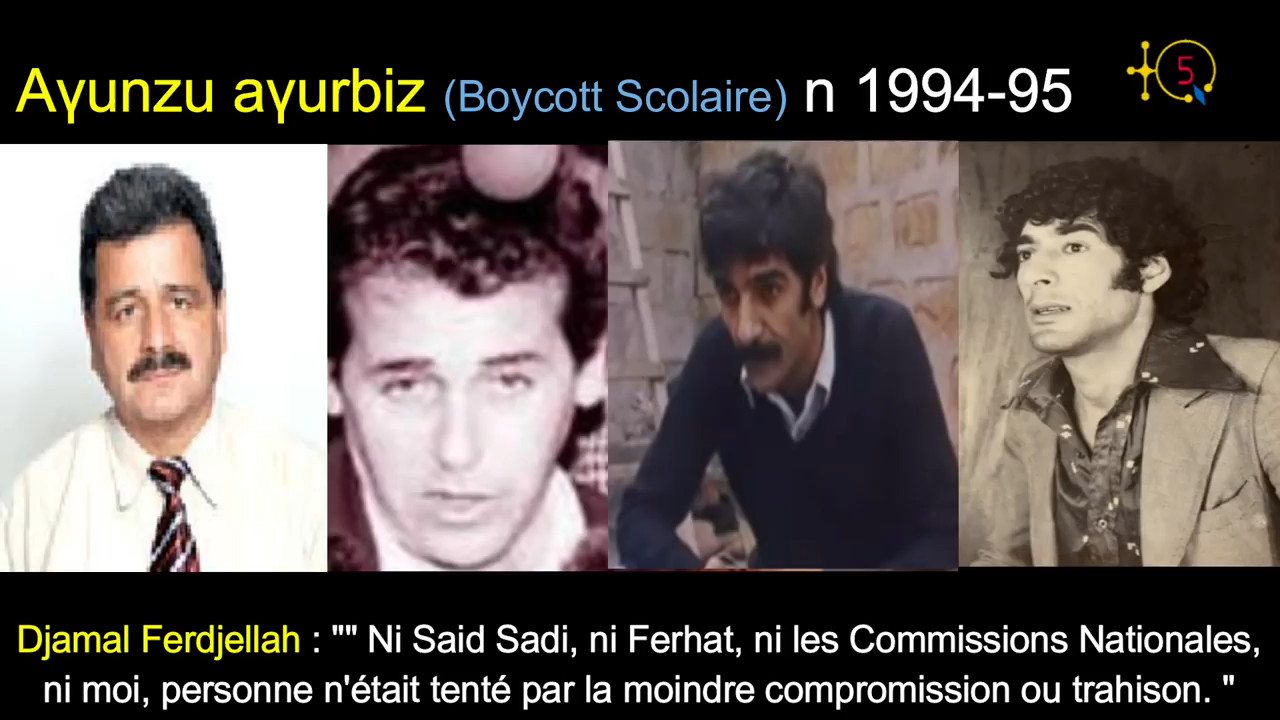 Aγunzu aγurbiz (Boycott Scolaire) n 1994-95
5
Djamal Ferdjellah : "" Ni Said Sadi, ni Ferhat, ni les Commissions Nationales,
ni moi, personne n'était tenté par la moindre compromission ou trahison. "